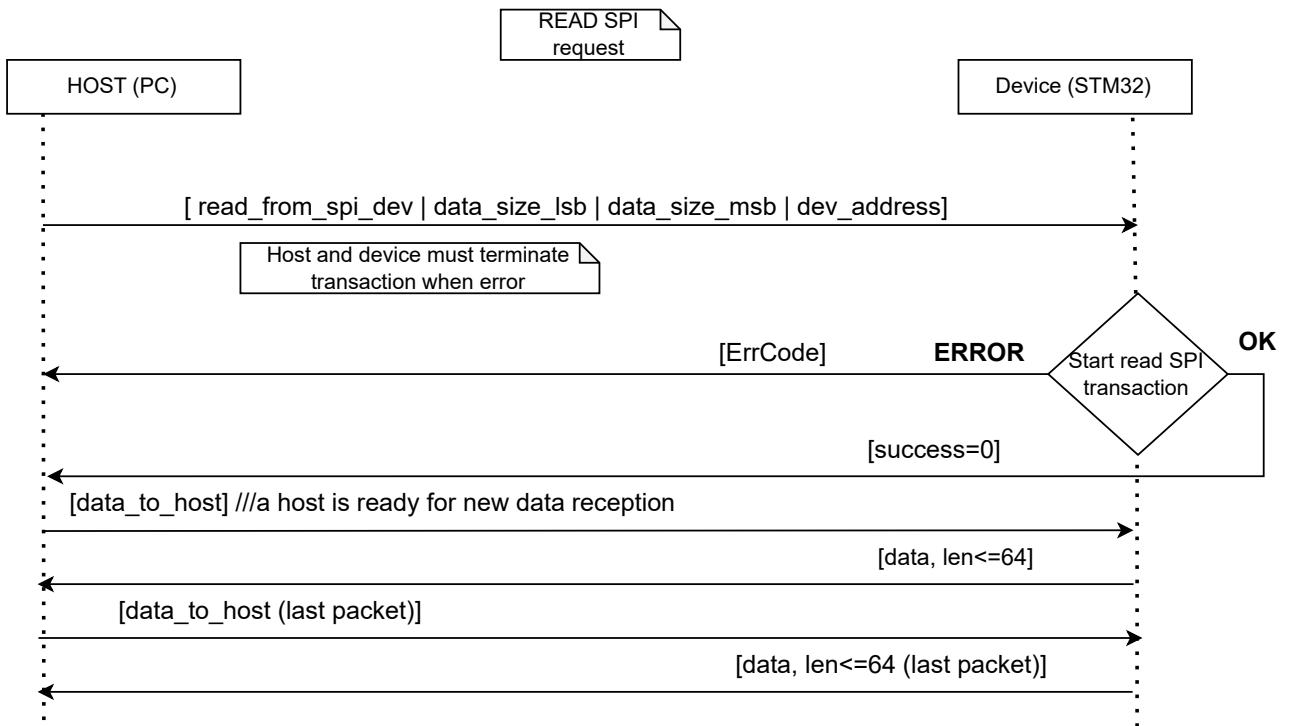 READ SPI
request
HOST (PC)
Device (STM32)
[ read_from_spi_dev | data_size_lsb | data_size_msb | dev_address]
Host and device must terminate
transaction when error
[ErrCode]
ERROR
OK
Start read SPI
transaction
[success=0]
[data_to_host] ///a host is ready for new data reception
[data, len<=64]
[data_to_host (last packet)]
[data, len<=64 (last packet)]